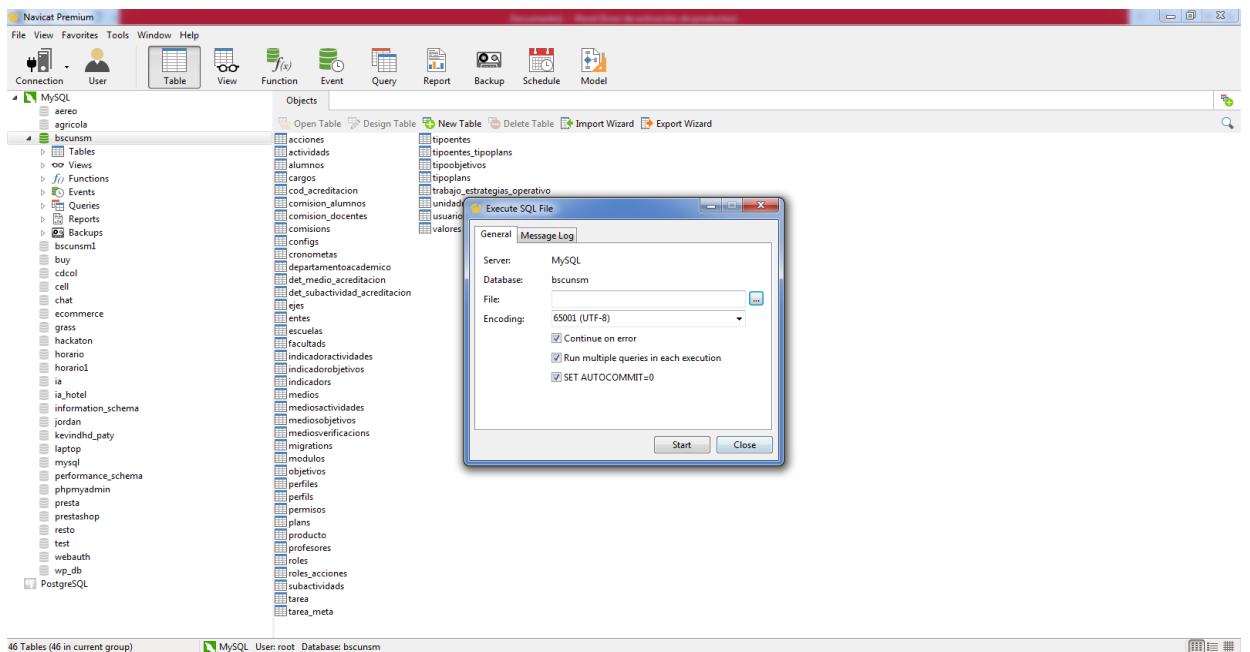 Navicat Premium
File View Favorites Tools Window Help
Connection User Table View Function Event Query Report Backup Schedule Model
MySQL
aereo
agricola
bscunsm
Tables
Views
Functions
Events
Queries
Reports
Backups
bscunsm1
buy
cdcol
cell
chat
ecommerce
grass
hackaton
horario
horario1
ia
ia_hotel
information_schema
jordan
kevindhd_paty
laptop
mysql
performance_schema
phpmyadmin
presta
prestashop
resto
test
webauth
wp_db
PostgreSQL
Objects
Open Table Design Table New Table Delete Table Import Wizard Export Wizard
acciones
actividads
alumnos
cargos
cod_acreditacion
comision_alumnos
comision_docentes
comisions
configs
cronometas
departamentoacademico
det_medio_acreditacion
det_subactividad_acreditacion
ejes
entes
escuelas
facultads
indicadoractividades
indicadorobjetivos
indicadors
medios
mediosactividades
mediosobjetivos
mediosverificacions
migrations
modulos
objetivos
perfiles
perfils
permisos
plans
producto
profesores
roles
roles_acciones
subactividads
tarea
tarea_meta
tipoentes
tipoentes_tipoplans
tipoobjetivos
tipoplans
trabajo_estrategias_operativo
unidad
usuario
valores
Execute SQL File
General Message Log
Server: MySQL
Database: bscunsm
File: ...
Encoding: 65001 (UTF-8)
Continue on error
Run multiple queries in each execution
SET AUTOCOMMIT=0
Start Close
46 Tables (46 in current group) MySQL User: root Database: bscunsm